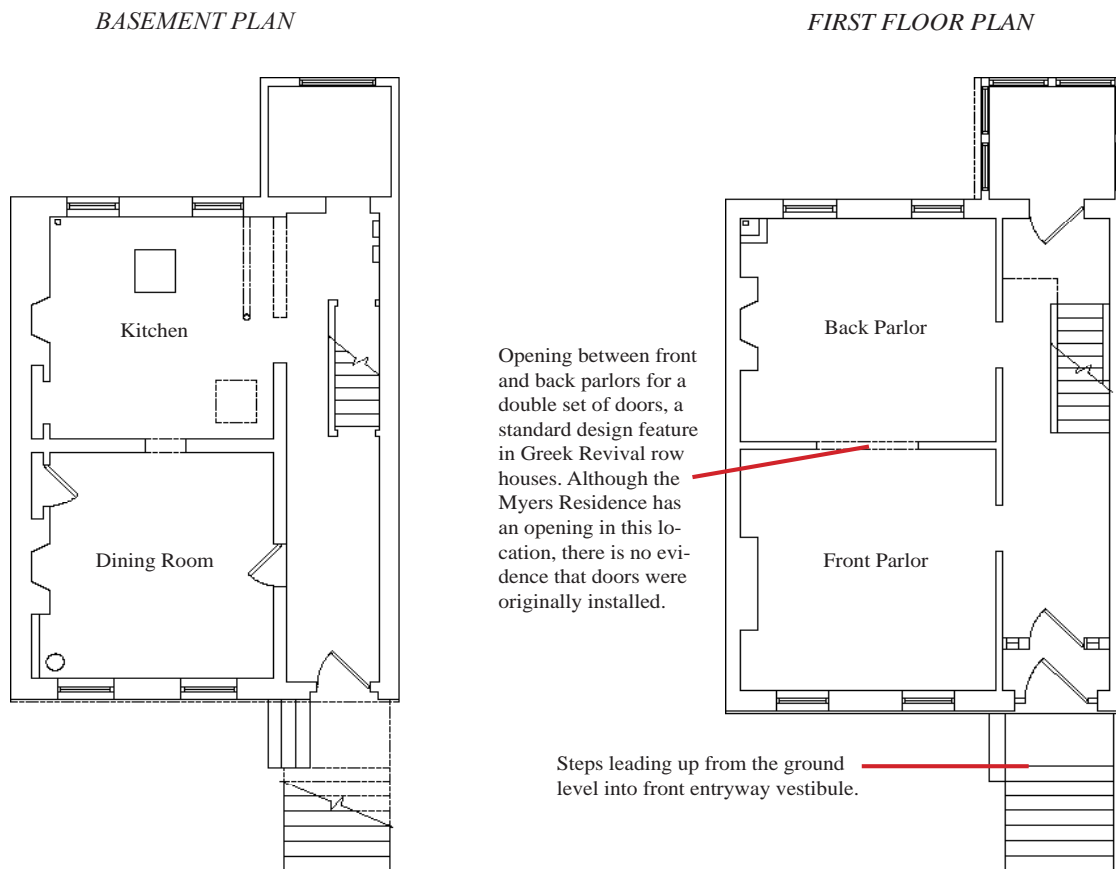 BASEMENT PLAN
FIRST FLOOR PLAN
Kitchen
Dining Room
Opening between front
and back parlors for a
double set of doors, a
standard design feature
in Greek Revival row
houses. Although the
Myers Residence has
an opening in this lo-
cation, there is no evi-
dence that doors were
originally installed.
Back Parlor
Front Parlor
Steps leading up from the ground
level into front entryway vestibule.